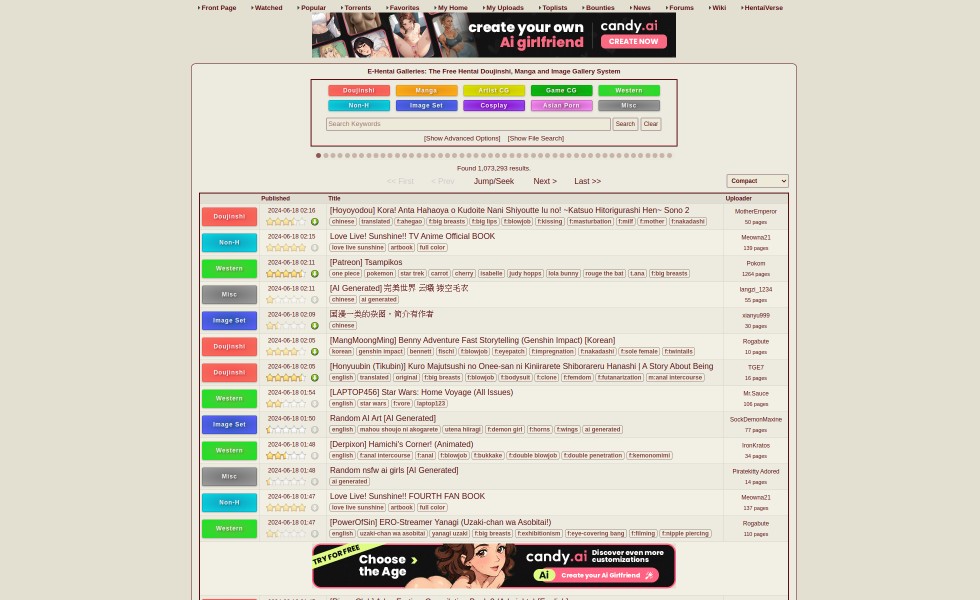 Front Page Watched Popular Torrents Favorites My Home My Uploads Toplists Bounties News Forums Wiki HentaiVerse
create your own candy.ai
Ai girlfriend CREATE NOW
E-Hentai Galleries: The Free Hentai Doujinshi, Manga and Image Gallery System
Doujinshi Manga Artist CG Game CG Western
Non-H Image Set Cosplay Asian Porn Misc
Search Keywords Search Clear
[Show Advanced Options] [Show File Search]
Found 1,073,293 results.
<< First < Prev Jump/Seek Next > Last >> Compact
Published Title Uploader
Doujinshi 2024-06-18 02:16 [Hoyoyodou] Kora! Anta Hahaoya o Kudoite Nani Shiyoutte Iu no! ~Katsuo Hitorigurashi Hen~ Sono 2 MotherEmperor
chinese translated f:ahegao f:big breasts f:big lips f:blowjob f:kissing f:masturbation f:milf f:mother f:nakadashi 50 pages
Non-H 2024-06-18 02:15 Love Live! Sunshine!! TV Anime Official BOOK Meowna21
love live sunshine artbook full color 139 pages
Western 2024-06-18 02:11 [Patreon] Tsampikos Pokom
one piece pokemon star trek carrot cherry isabelle judy hopps lola bunny rouge the bat t.ana f:big breasts 1264 pages
Misc 2024-06-18 02:11 [AI Generated] 完美世界 云曦 矮空毛衣 langzi_1234
chinese ai generated 55 pages
Image Set 2024-06-18 02:09 xianyu999
chinese 30 pages
Doujinshi 2024-06-18 02:05 [MangMoongMing] Benny Adventure Fast Storytelling (Genshin Impact) [Korean] Rogabute
korean genshin impact bennett fischl f:blowjob f:eyepatch f:impregnation f:nakadashi f:sole female f:twintails 10 pages
Doujinshi 2024-06-18 02:05 [Honyuubin (Tikubin)] Kuro Majutsushi no Onee-san ni Kiniirarete Shiborareru Hanashi | A Story About Being TGE7
english translated original f:big breasts f:blowjob f:bodysuit f:clone f:femdom f:futanarization m:anal intercourse 16 pages
Western 2024-06-18 01:54 [LAPTOP456] Star Wars: Home Voyage (All Issues) Mr.Sauce
english star wars f:vore laptop123 106 pages
Image Set 2024-06-18 01:50 Random AI Art [AI Generated] SockDemonMaxine
english mahou shoujo ni akogarete utena hiiragi f:demon girl f:horns f:wings ai generated 77 pages
Western 2024-06-18 01:48 [Derpixon] Hamichi's Corner! (Animated) IronKratos
english f:anal intercourse f:anal f:blowjob f:bukkake f:double blowjob f:double penetration f:kemonomimi 34 pages
Misc 2024-06-18 01:48 Random nsfw ai girls [AI Generated] Piratekitty Adored
ai generated 14 pages
Non-H 2024-06-18 01:47 Love Live! Sunshine!! FOURTH FAN BOOK Meowna21
love live sunshine artbook full color 137 pages
Western 2024-06-18 01:47 [PowerOfSin] ERO-Streamer Yanagi (Uzaki-chan wa Asobitai!) Rogabute
english uzaki-chan wa asobitai yanagi uzaki f:big breasts f:exhibitionism f:eye-covering bang f:filming f:nipple piercing 110 pages
TRY FOR FREE Choose the Age candy.ai Discover even more customizations
Ai Create your Ai Girlfriend